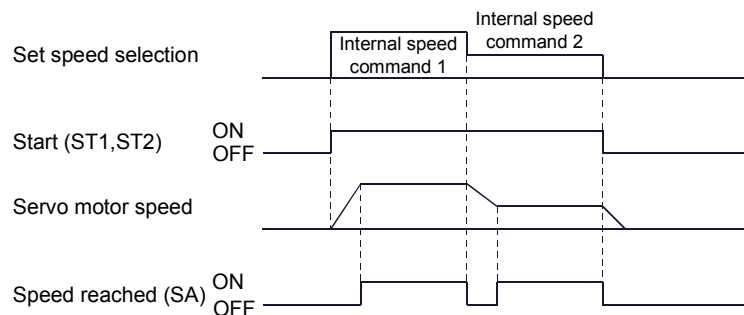 Set speed selection
Internal speed
command 1
Internal speed
command 2
Start (ST1,ST2)
ON
OFF
Servo motor speed
Speed reached (SA)
ON
OFF